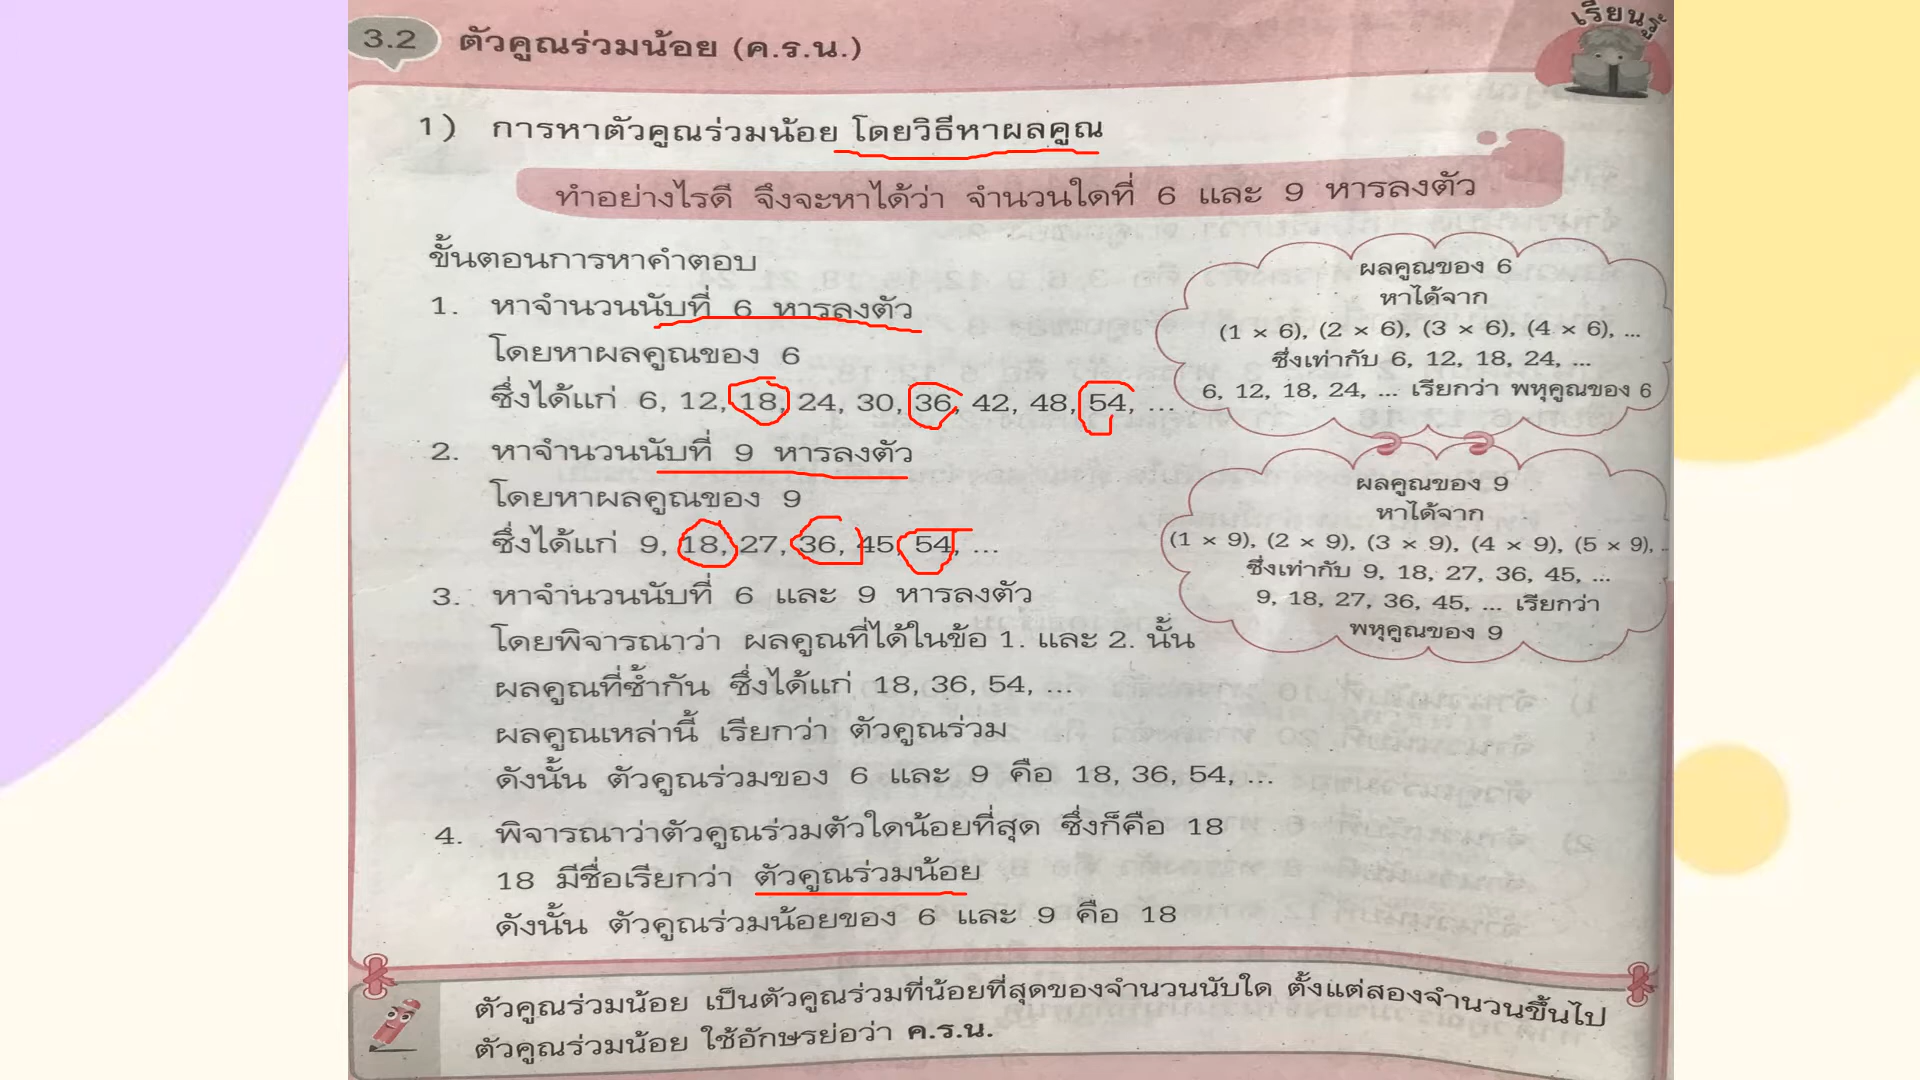 3.2 ตัวคูณร่วมน้อย (ค.ร.น.)
เรียนรู้
1) การหาตัวคูณร่วมน้อย โดยวิธีหาผลคูณ
ทำอย่างไรดี จึงจะหาได้ว่า จำนวนใดที่ 6 และ 9 หารลงตัว
ขั้นตอนการหาคำตอบ
1. หาจำนวนนับที่ 6 หารลงตัว
โดยหาผลคูณของ 6
ซึ่งได้แก่ 6, 12, 18, 24, 30, 36, 42, 48, 54, ...
2. หาจำนวนนับที่ 9 หารลงตัว
โดยหาผลคูณของ 9
ซึ่งได้แก่ 9, 18, 27, 36, 45, 54, ...
3. หาจำนวนนับที่ 6 และ 9 หารลงตัว
โดยพิจารณาว่า ผลคูณที่ได้ในข้อ 1. และ 2. นั้น
ผลคูณที่ซ้ำกัน ซึ่งได้แก่ 18, 36, 54, ...
ผลคูณเหล่านี้ เรียกว่า ตัวคูณร่วม
ดังนั้น ตัวคูณร่วมของ 6 และ 9 คือ 18, 36, 54, ...
4. พิจารณาว่าตัวคูณร่วมตัวใดน้อยที่สุด ซึ่งก็คือ 18
18 มีชื่อเรียกว่า ตัวคูณร่วมน้อย
ดังนั้น ตัวคูณร่วมน้อยของ 6 และ 9 คือ 18
ผลคูณของ 6
หาได้จาก
(1 × 6), (2 × 6), (3 × 6), (4 × 6), ...
ซึ่งเท่ากับ 6, 12, 18, 24, ...
6, 12, 18, 24, ... เรียกว่า พหุคูณของ 6
ผลคูณของ 9
หาได้จาก
(1 × 9), (2 × 9), (3 × 9), (4 × 9), (5 × 9), ..
ซึ่งเท่ากับ 9, 18, 27, 36, 45, ...
9, 18, 27, 36, 45, ... เรียกว่า
พหุคูณของ 9
ตัวคูณร่วมน้อย เป็นตัวคูณร่วมที่น้อยที่สุดของจำนวนนับใด ตั้งแต่สองจำนวนขึ้นไป
ตัวคูณร่วมน้อย ใช้อักษรย่อว่า ค.ร.น.